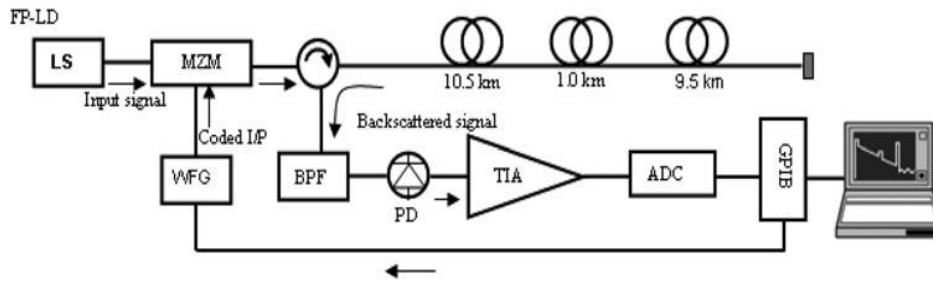 FP-LD
LS
MZM
Input signal
Coded I/P
10.5 km
1.0 km
9.5 km
Backscattered signal
WFG
BPF
PD
TIA
ADC
GPIB